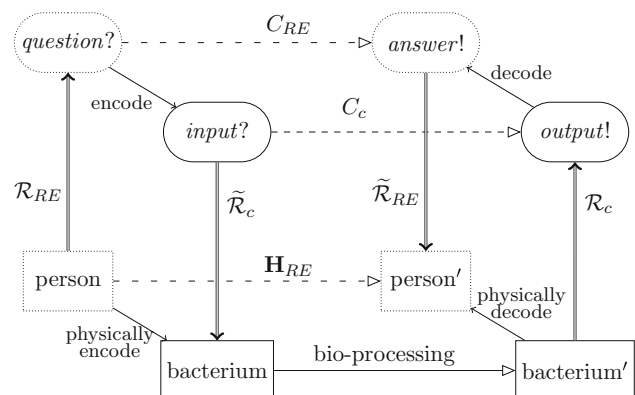 C_RE
question?
answer!
encode
decode
C_c
input?
output!
ℛ_RE
ℛ̃_c
ℛ̃_RE
ℛ_c
H_RE
person
person′
physically
encode
physically
decode
bio-processing
bacterium
bacterium′